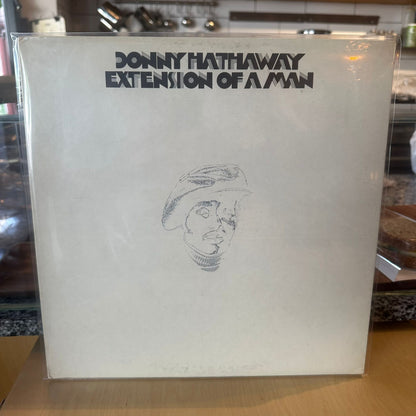 DONNY HATHAWAY
EXTENSION OF A MAN